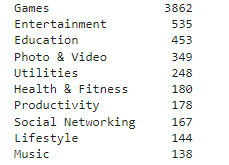 Games 3862
Entertainment 535
Education 453
Photo & Video 349
Utilities 248
Health & Fitness 180
Productivity 178
Social Networking 167
Lifestyle 144
Music 138